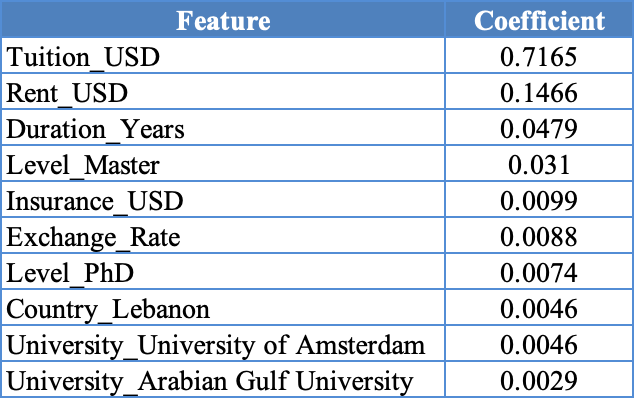 Feature Coefficient
Tuition_USD 0.7165
Rent_USD 0.1466
Duration_Years 0.0479
Level_Master 0.031
Insurance_USD 0.0099
Exchange_Rate 0.0088
Level_PhD 0.0074
Country_Lebanon 0.0046
University_University of Amsterdam 0.0046
University_Arabian Gulf University 0.0029